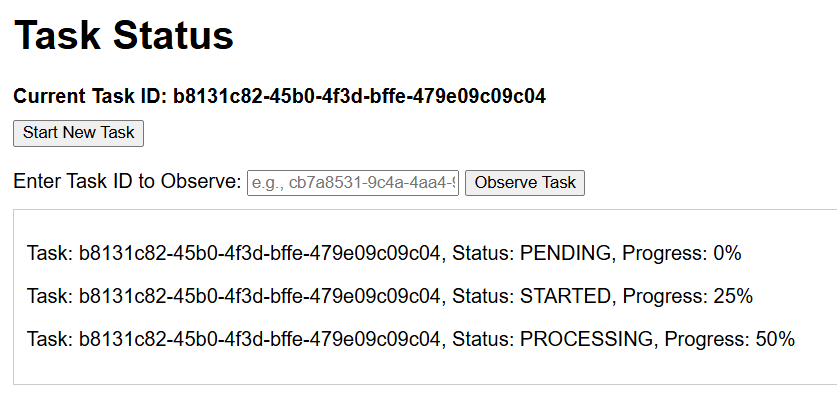 Task Status
Current Task ID: b8131c82-45b0-4f3d-bffe-479e09c09c04
Start New Task
Enter Task ID to Observe: e.g., cb7a8531-9c4a-4aa4-9 Observe Task
Task: b8131c82-45b0-4f3d-bffe-479e09c09c04, Status: PENDING, Progress: 0%
Task: b8131c82-45b0-4f3d-bffe-479e09c09c04, Status: STARTED, Progress: 25%
Task: b8131c82-45b0-4f3d-bffe-479e09c09c04, Status: PROCESSING, Progress: 50%